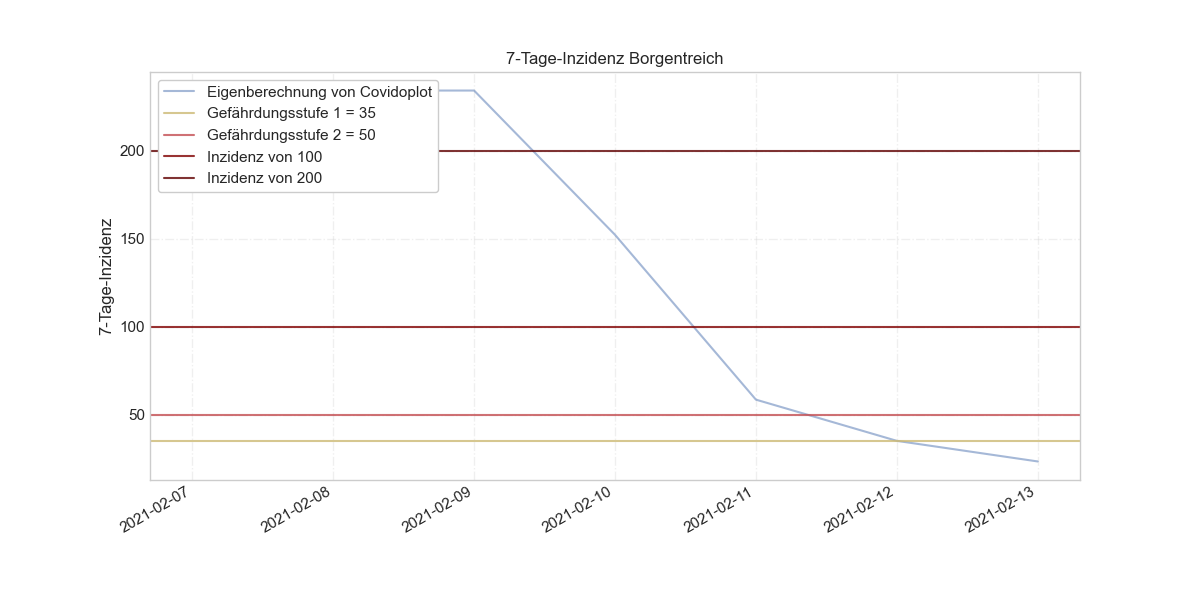 7-Tage-Inzidenz Borgentreich
Eigenberechnung von Covidoplot
Gefährdungsstufe 1 = 35
Gefährdungsstufe 2 = 50
Inzidenz von 100
Inzidenz von 200
7-Tage-Inzidenz
200
150
100
50
2021-02-07
2021-02-08
2021-02-09
2021-02-10
2021-02-11
2021-02-12
2021-02-13